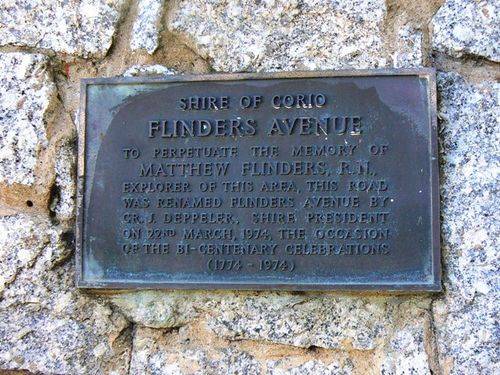 SHIRE OF CORIO
FLINDERS AVENUE
TO PERPETUATE THE MEMORY OF
MATTHEW FLINDERS, R.N.,
EXPLORER OF THIS AREA, THIS ROAD
WAS RENAMED FLINDERS AVENUE BY
CR. J. DEPPELER, SHIRE PRESIDENT
ON 22ND MARCH, 1974, THE OCCASION
OF THE BI-CENTENARY CELEBRATIONS
(1774 - 1974)